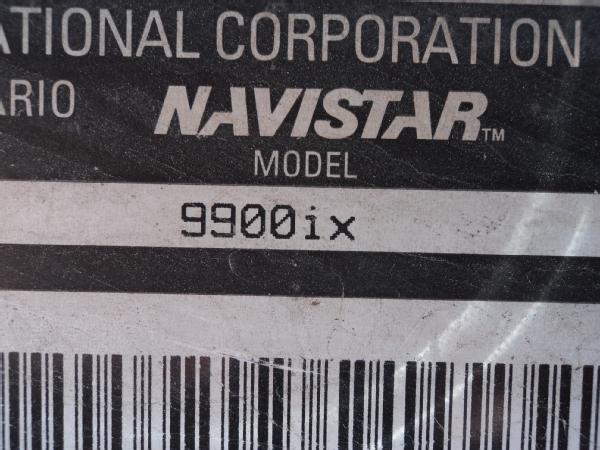 ATIONAL CORPORATION
ARIO NAVISTAR™
MODEL
9900ix